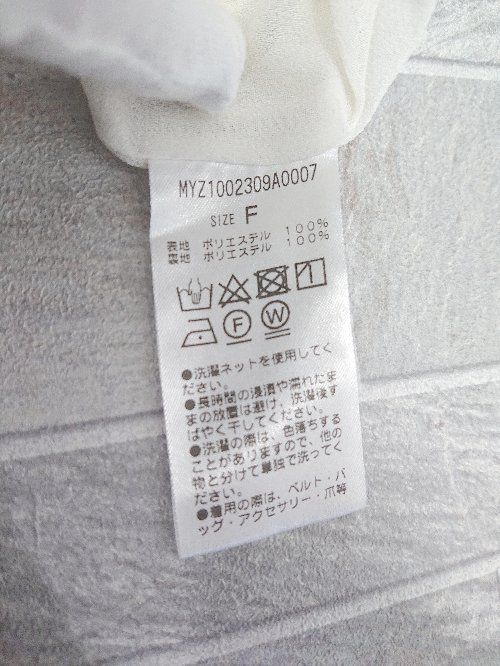 MYZ1002309A0007
SIZE F
表地 ポリエステル 100%
裏地 ポリエステル 100%
F W
●洗濯ネットを使用してく
ださい。
●長時間の浸漬や濡れたま
まの放置は避け、洗濯後す
ばやく干してください。
●洗濯の際は、色落ちする
ことがありますので、他の
物と分けて単独で洗ってく
ださい。
●着用の際は、ベルト・バ
ッグ・アクセサリー・爪等